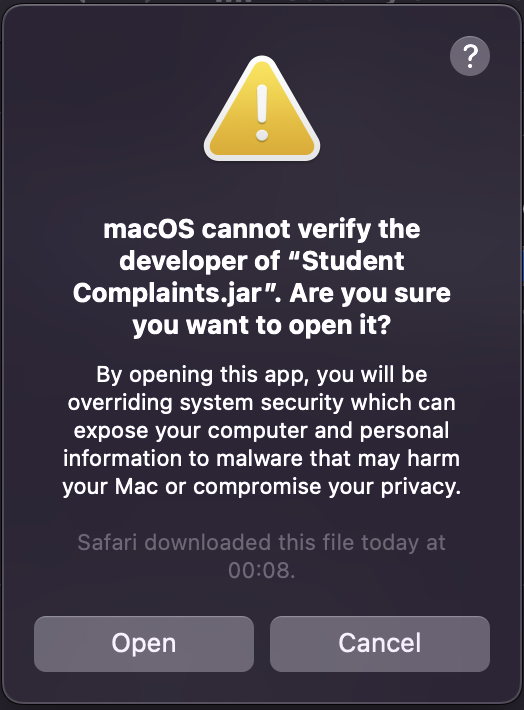 ?
macOS cannot verify the
developer of “Student
Complaints.jar”. Are you sure
you want to open it?
By opening this app, you will be
overriding system security which can
expose your computer and personal
information to malware that may harm
your Mac or compromise your privacy.
Safari downloaded this file today at
00:08.
Open
Cancel